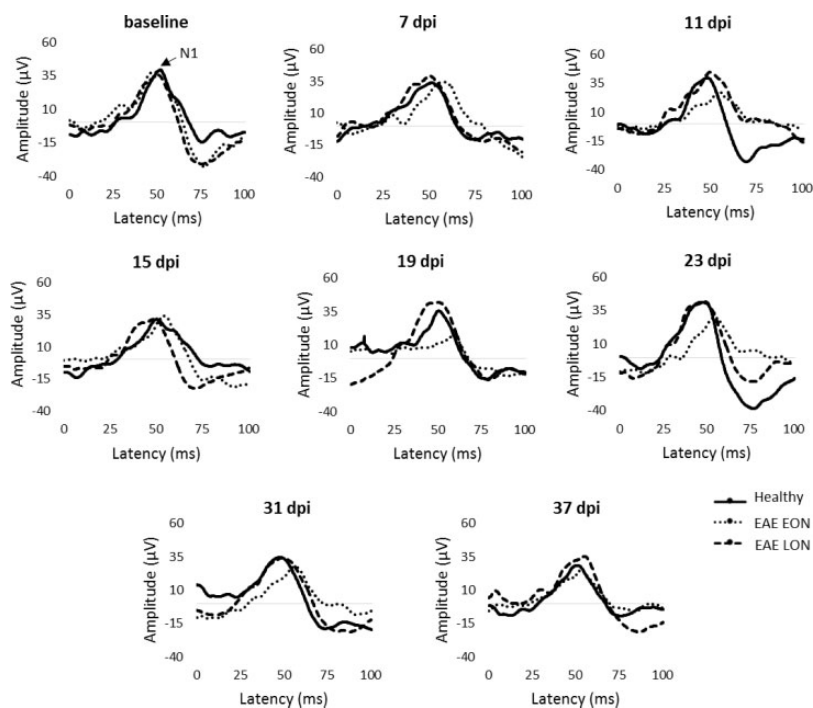 baseline
60
35
10
-15
-40
Amplitude (µV)
N1
0 25 50 75 100
Latency (ms)
7 dpi
60
35
10
-15
-40
Amplitude (µV)
0 25 50 75 100
Latency (ms)
11 dpi
60
35
10
-15
-40
Amplitude (µV)
0 25 50 75 100
Latency (ms)
15 dpi
60
35
10
-15
-40
Amplitude (µV)
0 25 50 75 100
Latency (ms)
19 dpi
60
35
10
-15
-40
Amplitude (µV)
0 25 50 75 100
Latency (ms)
23 dpi
60
35
10
-15
-40
Amplitude (µV)
0 25 50 75 100
Latency (ms)
31 dpi
60
35
10
-15
-40
Amplitude (µV)
0 25 50 75 100
Latency (ms)
37 dpi
60
35
10
-15
-40
Amplitude (µV)
0 25 50 75 100
Latency (ms)
Healthy
EAE EON
EAE LON